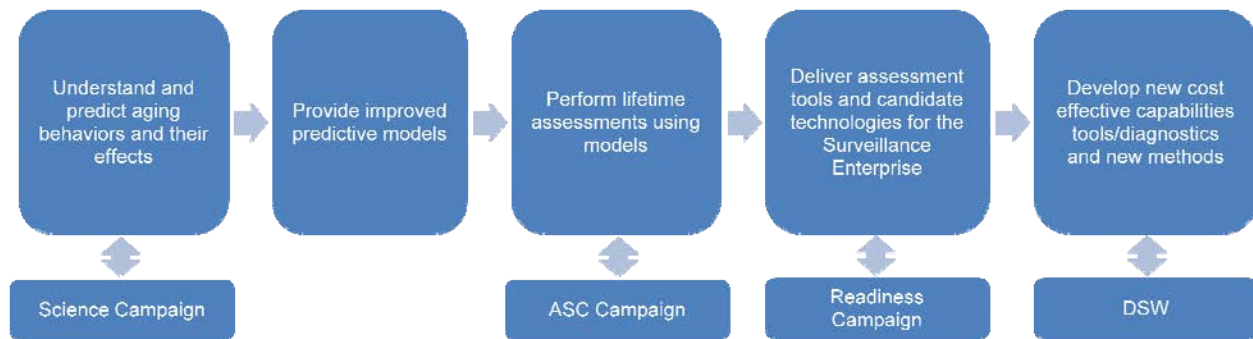 Understand and
predict aging
behaviors and their
effects
Provide improved
predictive models
Perform lifetime
assessments using
models
Deliver assessment
tools and candidate
technologies for the
Surveillance
Enterprise
Develop new cost
effective capabilities
tools/diagnostics
and new methods
Science Campaign
ASC Campaign
Readiness
Campaign
DSW